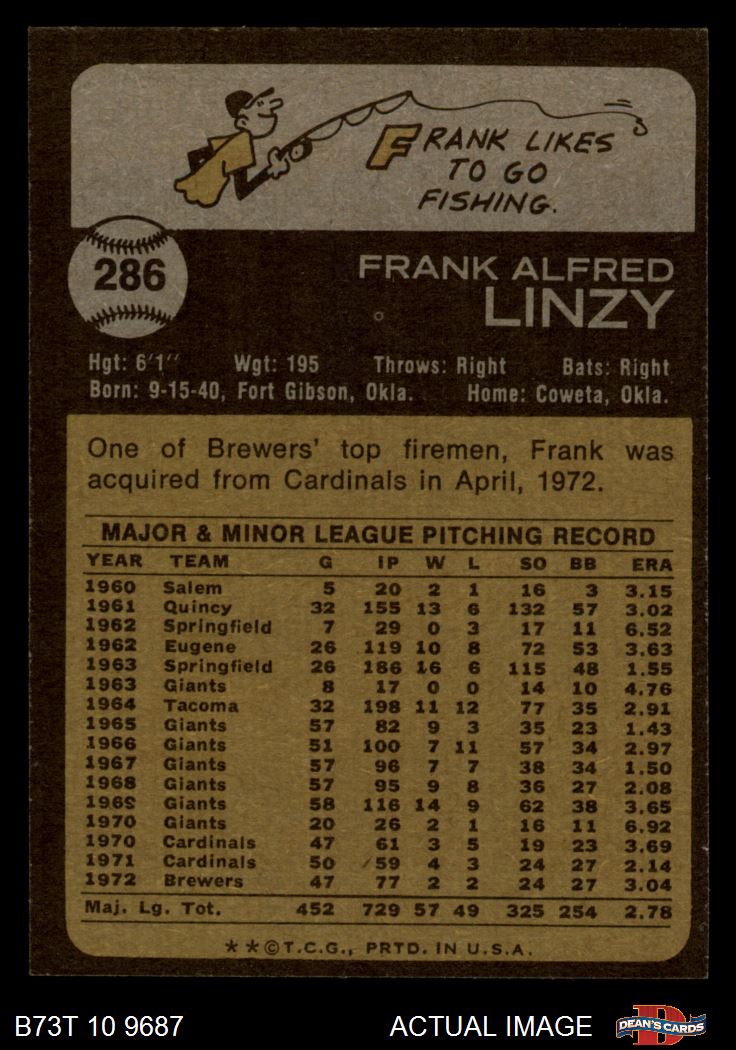 FRANK LIKES
TO GO
FISHING.
286
FRANK ALFRED
LINZY
Hgt: 6'1'' Wgt: 195 Throws: Right Bats: Right
Born: 9-15-40, Fort Gibson, Okla. Home: Coweta, Okla.
One of Brewers' top firemen, Frank was
acquired from Cardinals in April, 1972.
MAJOR & MINOR LEAGUE PITCHING RECORD
YEAR TEAM G IP W L SO BB ERA
1960 Salem 5 20 2 1 16 3 3.15
1961 Quincy 32 155 13 6 132 57 3.02
1962 Springfield 7 29 0 3 17 11 6.52
1962 Eugene 26 119 10 8 72 53 3.63
1963 Springfield 26 186 16 6 115 48 1.55
1963 Giants 8 17 0 0 14 10 4.76
1964 Tacoma 32 198 11 12 77 35 2.91
1965 Giants 57 82 9 3 35 23 1.43
1966 Giants 51 100 7 11 57 34 2.97
1967 Giants 57 96 7 7 38 34 1.50
1968 Giants 57 95 9 8 36 27 2.08
1969 Giants 58 116 14 9 62 38 3.65
1970 Giants 20 26 2 1 16 11 6.92
1970 Cardinals 47 61 3 5 19 23 3.69
1971 Cardinals 50 59 4 3 24 27 2.14
1972 Brewers 47 77 2 2 24 27 3.04
Maj. Lg. Tot. 452 729 57 49 325 254 2.78
* * © T.C.G., PRTD. IN U.S.A.
B73T 10 9687 ACTUAL IMAGE DEAN'S CARDS